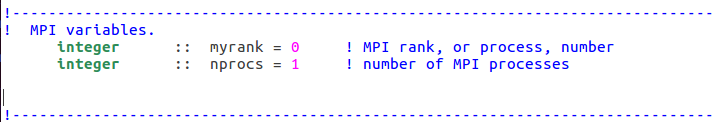 !-------------------------------------------------------------------------------
!  MPI variables.
      integer      ::  myrank = 0     ! MPI rank, or process, number
      integer      ::  nprocs = 1     ! number of MPI processes
!-------------------------------------------------------------------------------